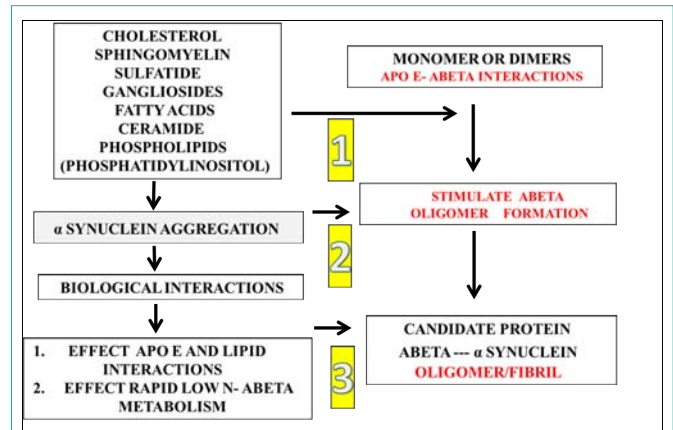 CHOLESTEROL
SPHINGOMYELIN
SULFATIDE
GANGLIOSIDES
FATTY ACIDS
CERAMIDE
PHOSPHOLIPIDS
(PHOSPHATIDYLINOSITOL)
MONOMER OR DIMERS
APO E- ABETA INTERACTIONS
1
α SYNUCLEIN AGGREGATION
STIMULATE ABETA
OLIGOMER FORMATION
2
BIOLOGICAL INTERACTIONS
1. EFFECT APO E AND LIPID
INTERACTIONS
2. EFFECT RAPID LOW N- ABETA
METABOLISM
3
CANDIDATE PROTEIN
ABETA --- α SYNUCLEIN
OLIGOMER/FIBRIL